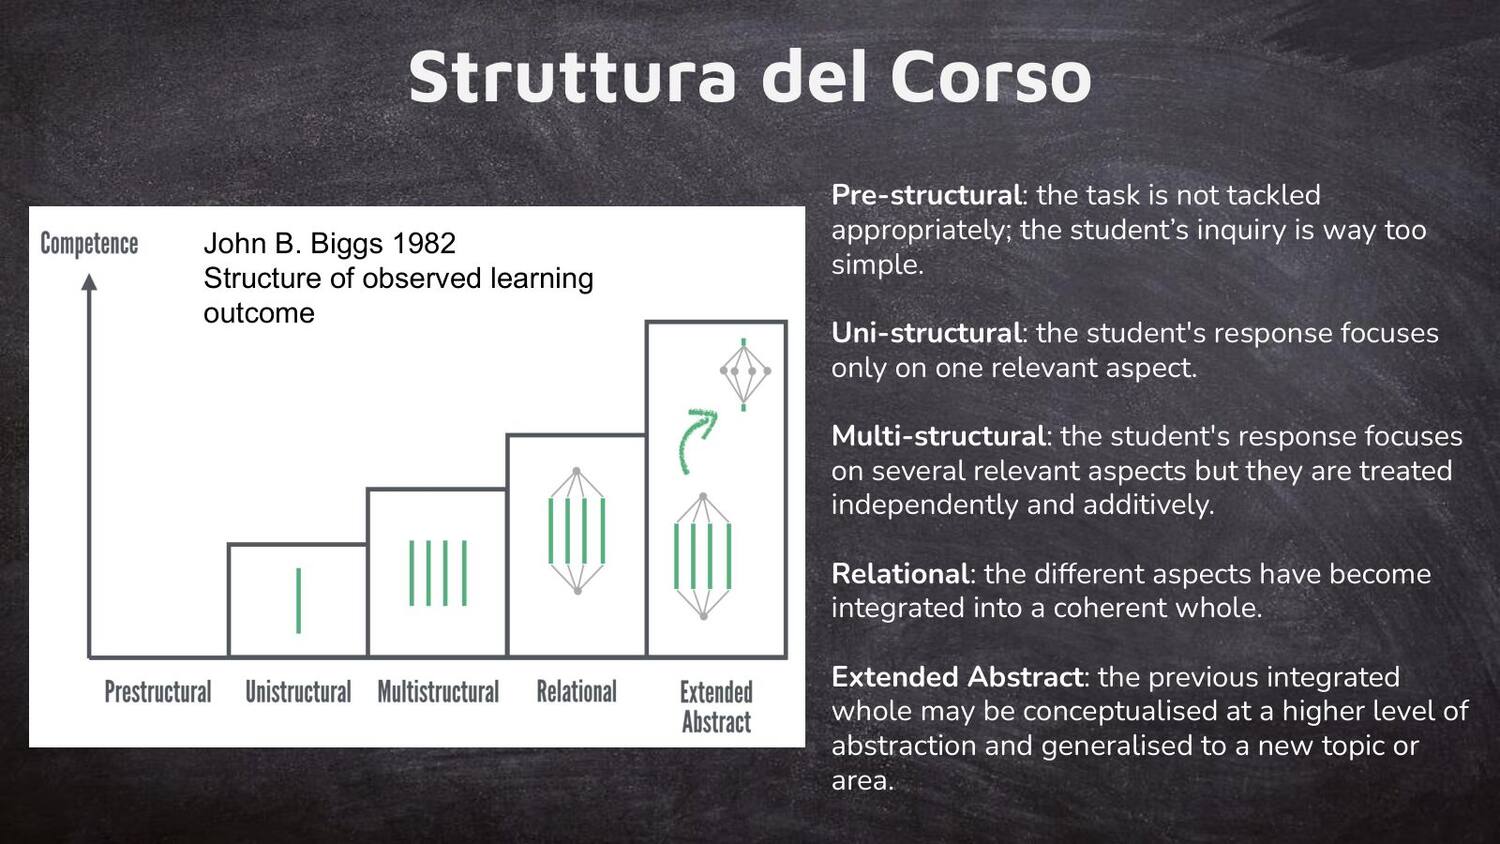 Struttura del Corso
Competence
John B. Biggs 1982
Structure of observed learning
outcome
Prestructural
Unistructural
Multistructural
Relational
Extended
Abstract
Pre-structural: the task is not tackled
appropriately; the student’s inquiry is way too
simple.
Uni-structural: the student's response focuses
only on one relevant aspect.
Multi-structural: the student's response focuses
on several relevant aspects but they are treated
independently and additively.
Relational: the different aspects have become
integrated into a coherent whole.
Extended Abstract: the previous integrated
whole may be conceptualised at a higher level of
abstraction and generalised to a new topic or
area.